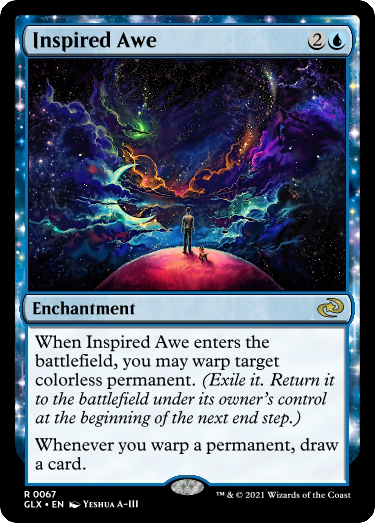 Inspired Awe 2
Enchantment
When Inspired Awe enters the
battlefield, you may warp target
colorless permanent. (Exile it. Return it
to the battlefield under its owner's control
at the beginning of the next end step.)
Whenever you warp a permanent, draw
a card.
R 0067
GLX • EN Yeshua A-III
™ & © 2021 Wizards of the Coast